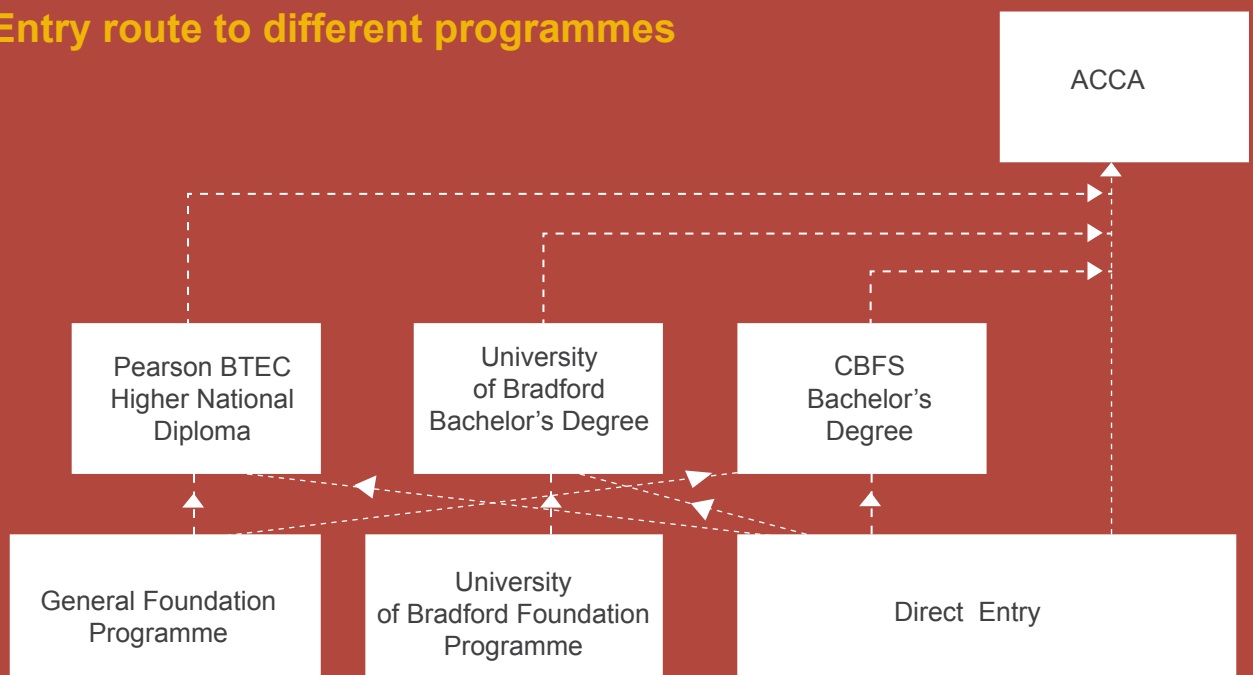 Entry route to different programmes
ACCA
Pearson BTEC
Higher National
Diploma
University
of Bradford
Bachelor’s Degree
CBFS
Bachelor’s
Degree
General Foundation
Programme
University
of Bradford Foundation
Programme
Direct Entry